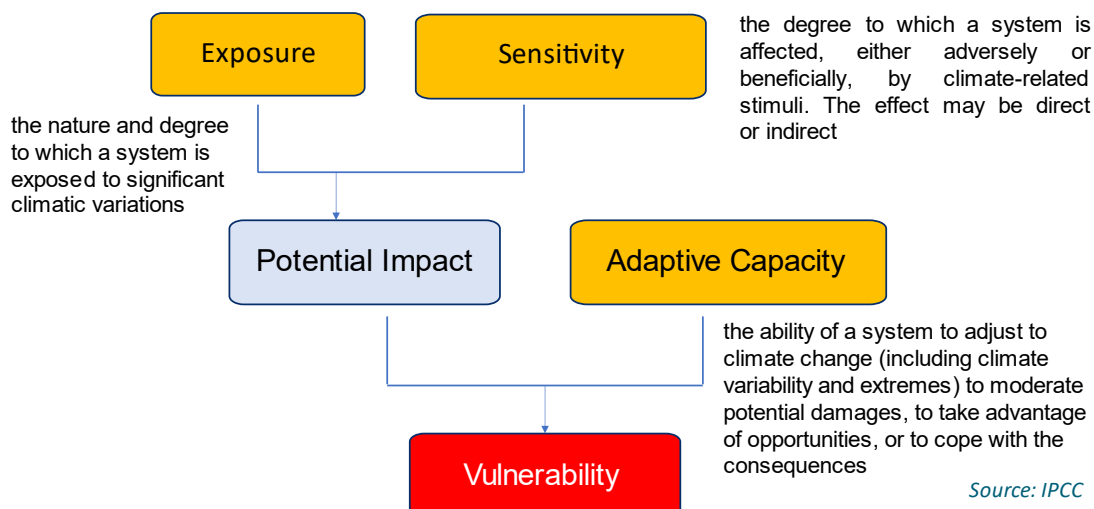 Exposure
Sensitivity
the degree to which a system is
affected, either adversely or
beneficially, by climate-related
stimuli. The effect may be direct
or indirect
the nature and degree
to which a system is
exposed to significant
climatic variations
Potential Impact
Adaptive Capacity
the ability of a system to adjust to
climate change (including climate
variability and extremes) to moderate
potential damages, to take advantage
of opportunities, or to cope with the
consequences
Vulnerability
Source: IPCC